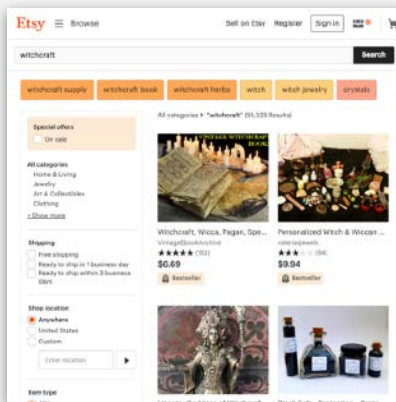 Etsy Browse Sell on Etsy Register Sign in
witchcraft Search
witchcraft supply witchcraft book witchcraft herbs witch witch jewelry crystals
Special offers
On sale
All categories
Home & Living
Jewelry
Art & Collectibles
Clothing
+ Show more
Shipping
Free shipping
Ready to ship in 1 business day
Ready to ship within 3 business
days
Shop location
Anywhere
United States
Custom
Enter location
Item type
All categories "witchcraft"
VINTAGE WITCHCRAFT
BOOKS
Witchcraft, Wicca, Pagan, Spe...
VintageEbookArchive
$0.69
Bestseller
Personalized Witch & Wiccan ...
valeriasjewels
$9.94
Bestseller